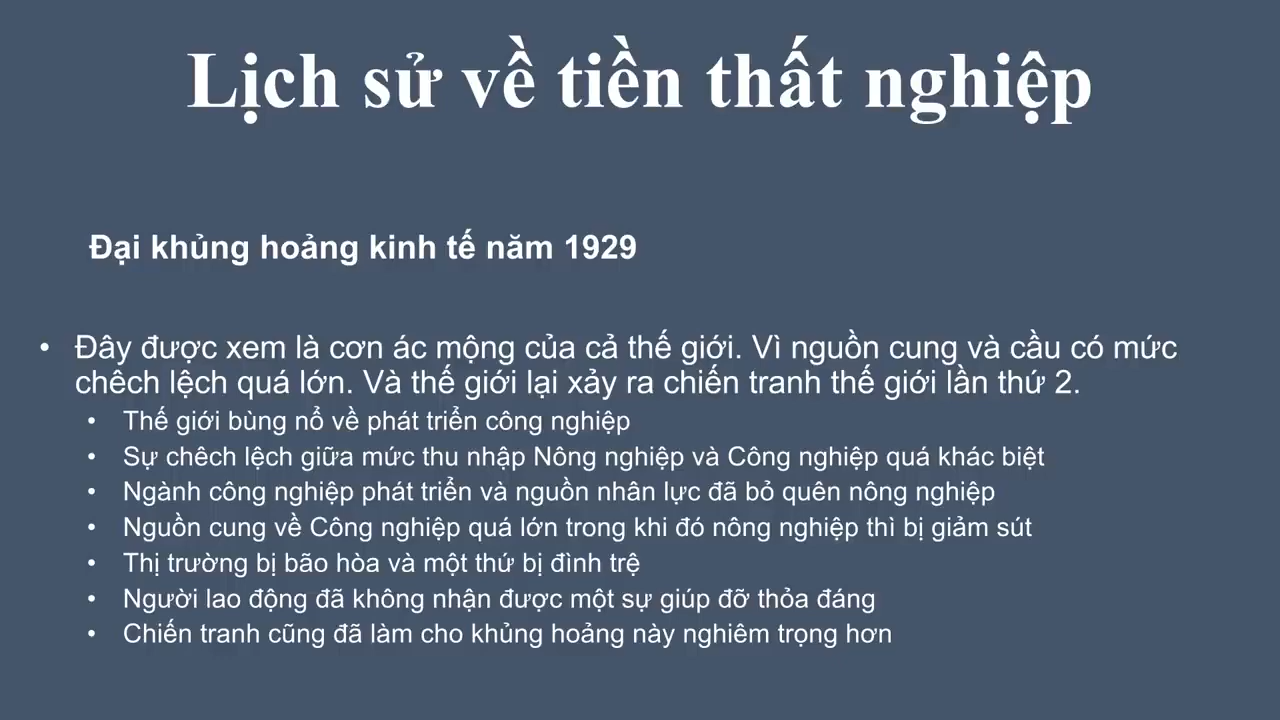 Lịch sử về tiền thất nghiệp
Đại khủng hoảng kinh tế năm 1929
• Đây được xem là cơn ác mộng của cả thế giới. Vì nguồn cung và cầu có mức
chêch lệch quá lớn. Và thế giới lại xảy ra chiến tranh thế giới lần thứ 2.
• Thế giới bùng nổ về phát triển công nghiệp
• Sự chêch lệch giữa mức thu nhập Nông nghiệp và Công nghiệp quá khác biệt
• Ngành công nghiệp phát triển và nguồn nhân lực đã bỏ quên nông nghiệp
• Nguồn cung về Công nghiệp quá lớn trong khi đó nông nghiệp thì bị giảm sút
• Thị trường bị bão hòa và một thứ bị đình trệ
• Người lao động đã không nhận được một sự giúp đỡ thỏa đáng
• Chiến tranh cũng đã làm cho khủng hoảng này nghiêm trọng hơn